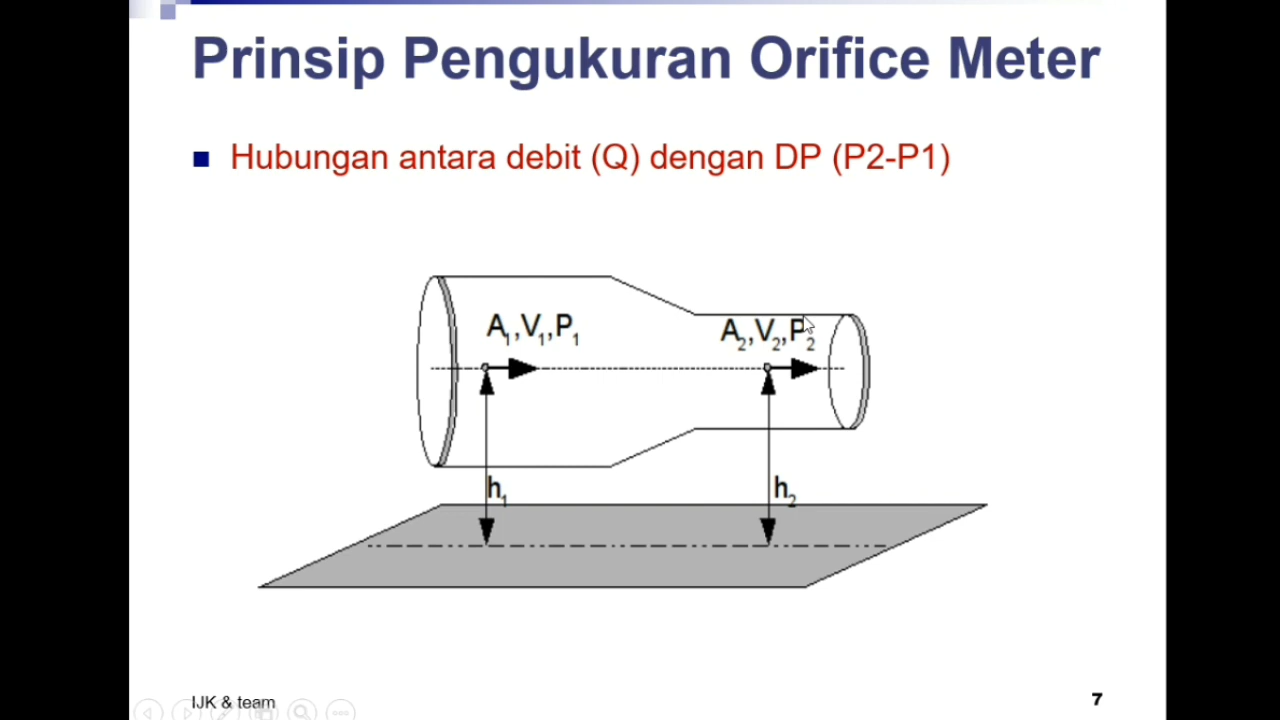 Prinsip Pengukuran Orifice Meter
Hubungan antara debit (Q) dengan DP (P2-P1)
A₁,V₁,P₁
A₂,V₂,P₂
h₁
h₂
IJK & team
7